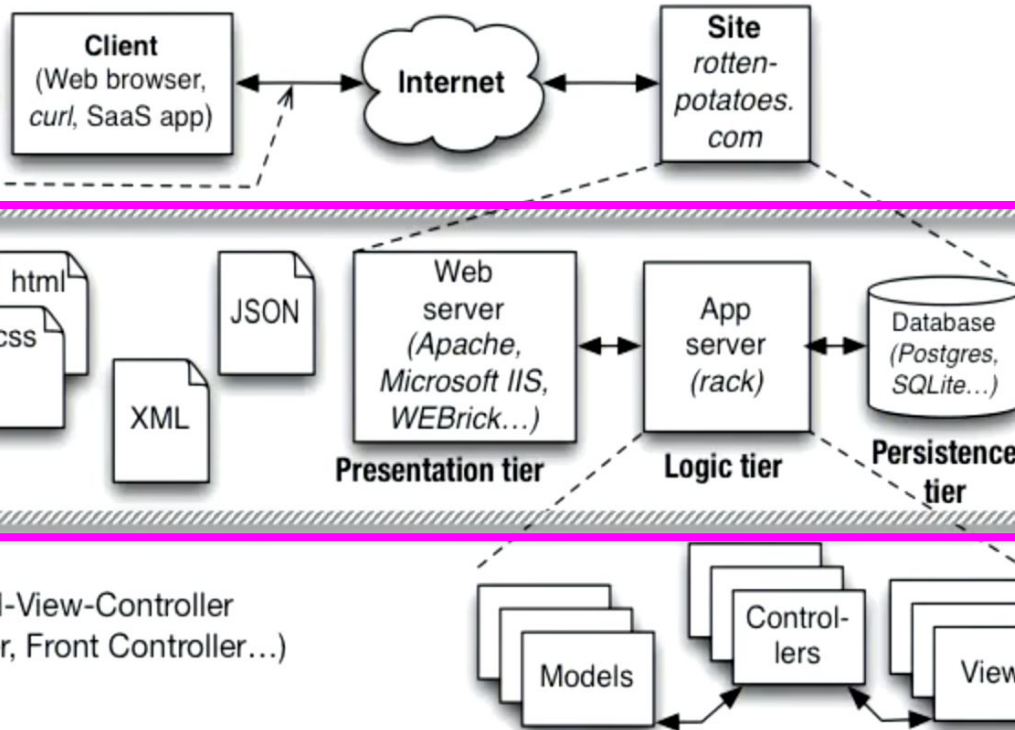 Client
(Web browser,
curl, SaaS app)
Internet
Site
rotten-
potatoes.
com
html
css
XML
JSON
Web
server
(Apache,
Microsoft IIS,
WEBrick…)
Presentation tier
App
server
(rack)
Logic tier
Database
(Postgres,
SQLite…)
Persistence
tier
l-View-Controller
r, Front Controller…)
Models
Control-
lers
View